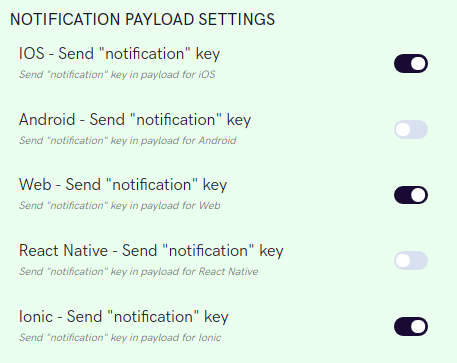 NOTIFICATION PAYLOAD SETTINGS
IOS - Send "notification" key
Send "notification" key in payload for iOS
Android - Send "notification" key
Send "notification" key in payload for Android
Web - Send "notification" key
Send "notification" key in payload for Web
React Native - Send "notification" key
Send "notification" key in payload for React Native
Ionic - Send "notification" key
Send "notification" key in payload for Ionic